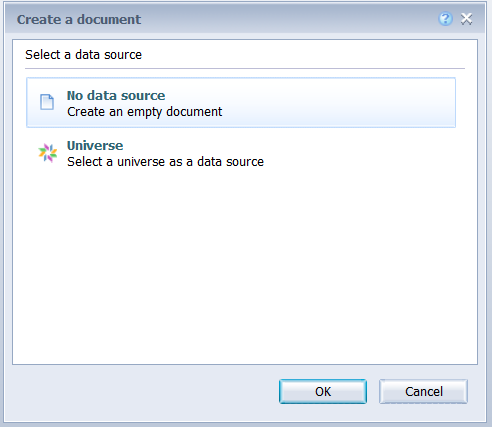 Create a document
Select a data source
No data source
Create an empty document
Universe
Select a universe as a data source
OK
Cancel